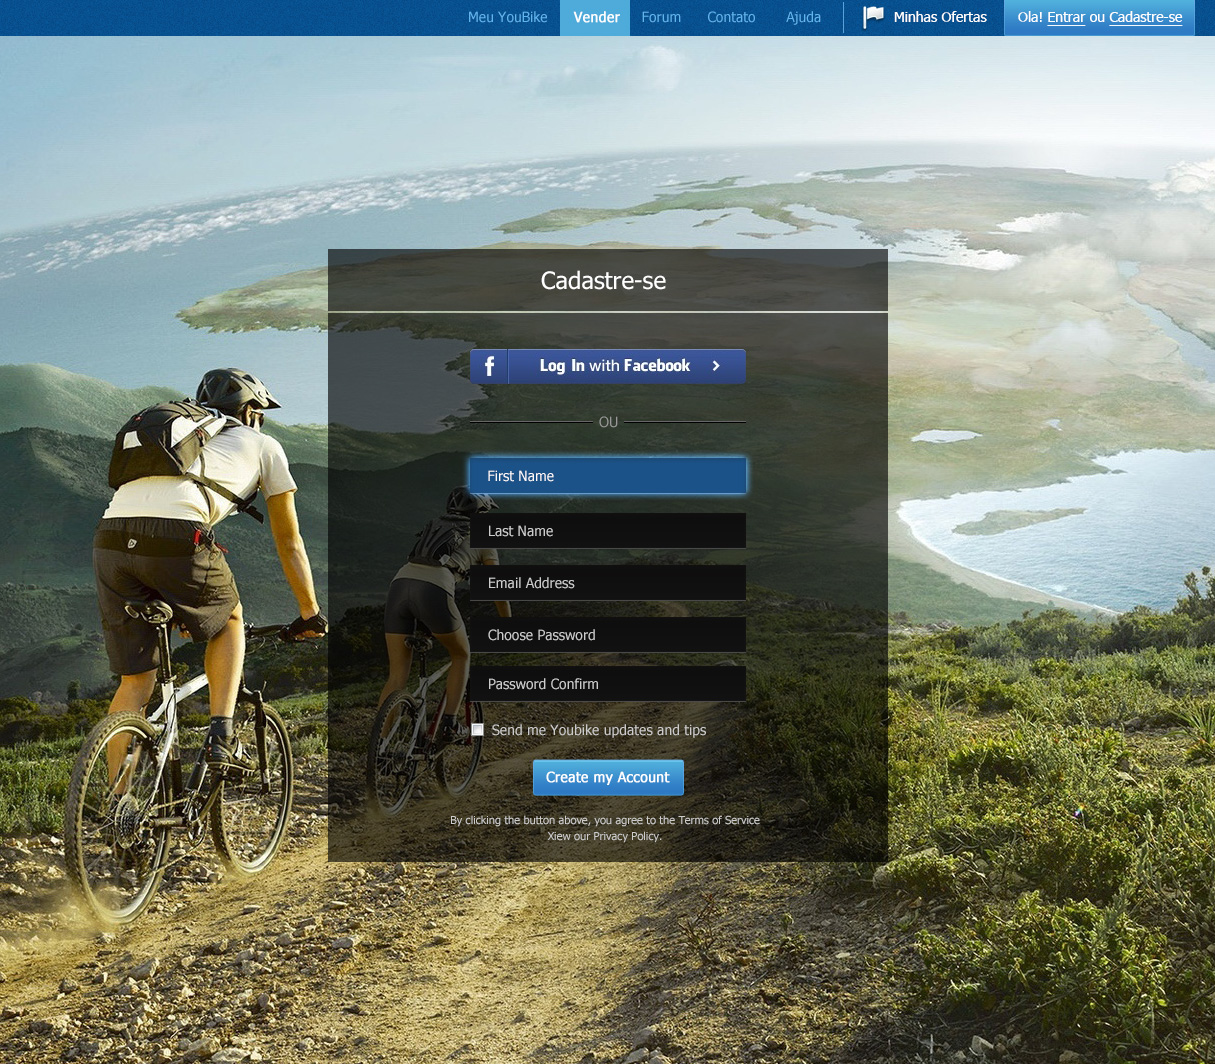 Meu YouBike Vender Forum Contato Ajuda Minhas Ofertas Ola! Entrar ou Cadastre-se
Cadastre-se
f Log In with Facebook >
OU
First Name
Last Name
Email Address
Choose Password
Password Confirm
Send me Youbike updates and tips
Create my Account
By clicking the button above, you agree to the Terms of Service
Xiew our Privacy Policy.